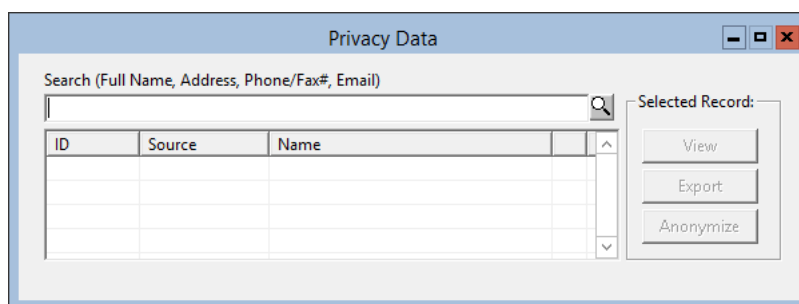 Privacy Data
Search (Full Name, Address, Phone/Fax#, Email)
Selected Record:
ID Source Name
View
Export
Anonymize